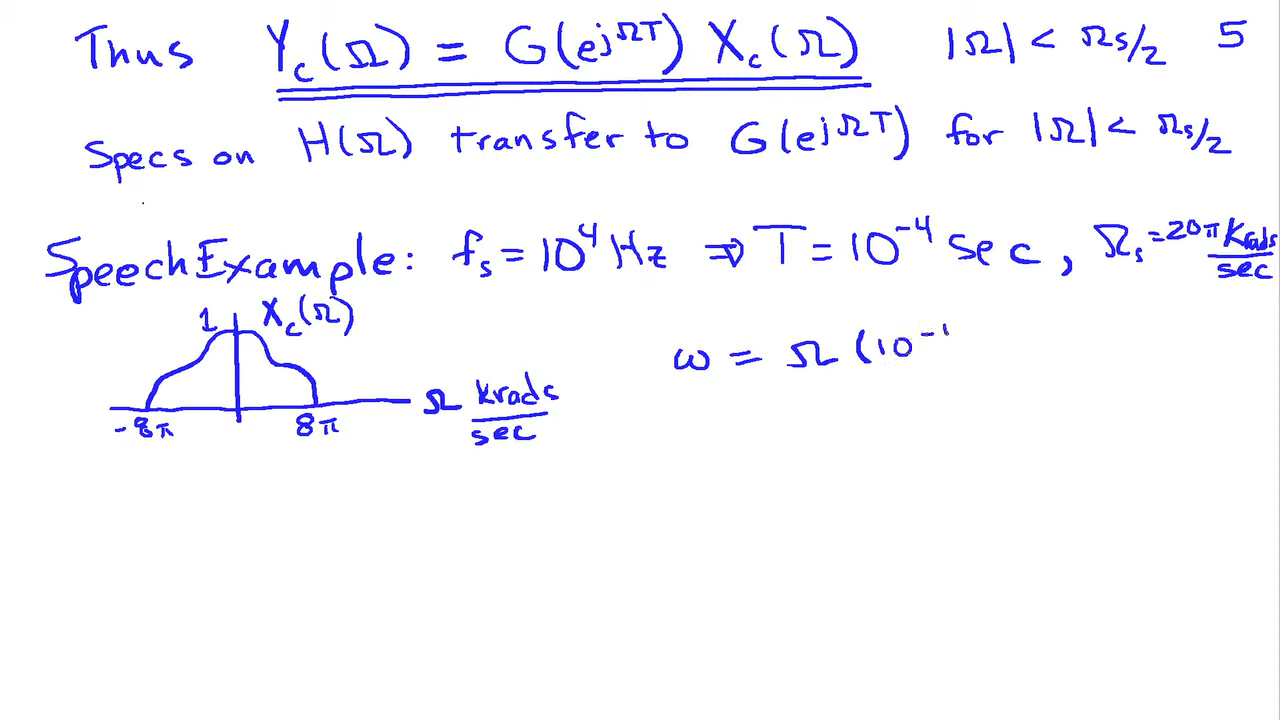 Thus Y_c(Ω) = G(e^{jΩT}) X_c(Ω) |Ω| < Ωs/2 5
Specs on H(Ω) transfer to G(e^{jΩT}) for |Ω| < Ωs/2
Speech Example: f_s = 10^4 Hz ⇒ T = 10^{-4} sec, Ω_s = 20π Krads/sec
1 X_c(Ω)
ω = Ω (10^{-1
Ω krads/sec
-8π 8π